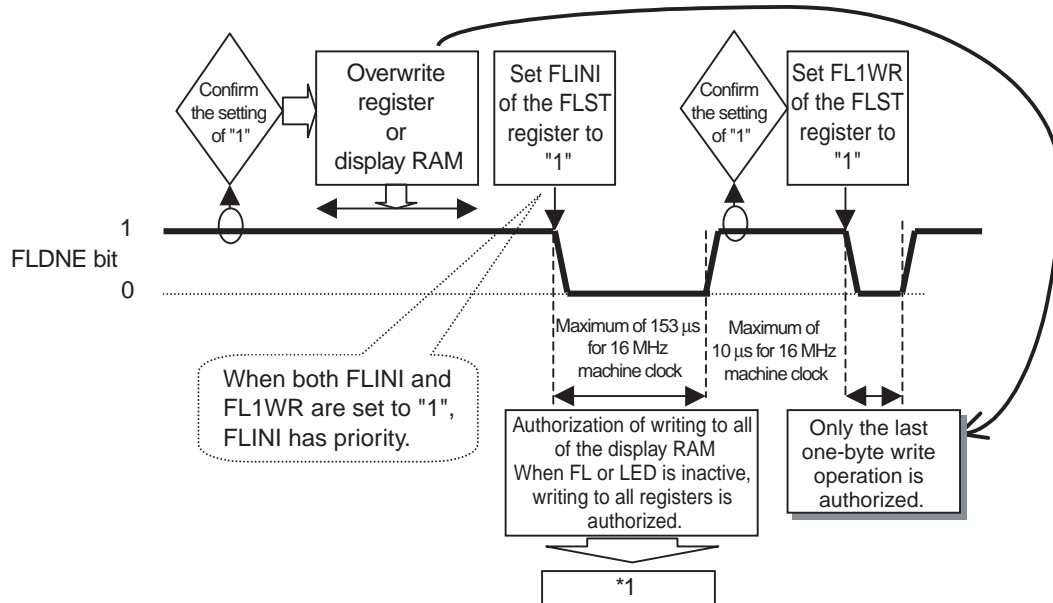 Confirm
the setting
of "1"
Overwrite
register
or
display RAM
Set FLINI
of the FLST
register to
"1"
Confirm
the setting
of "1"
Set FL1WR
of the FLST
register to
"1"
1
FLDNE bit
0
Maximum of 153 µs
for 16 MHz
machine clock
Maximum of
10 µs for 16 MHz
machine clock
When both FLINI and
FL1WR are set to "1",
FLINI has priority.
Authorization of writing to all
of the display RAM
When FL or LED is inactive,
writing to all registers is
authorized.
Only the last
one-byte write
operation is
authorized.
*1